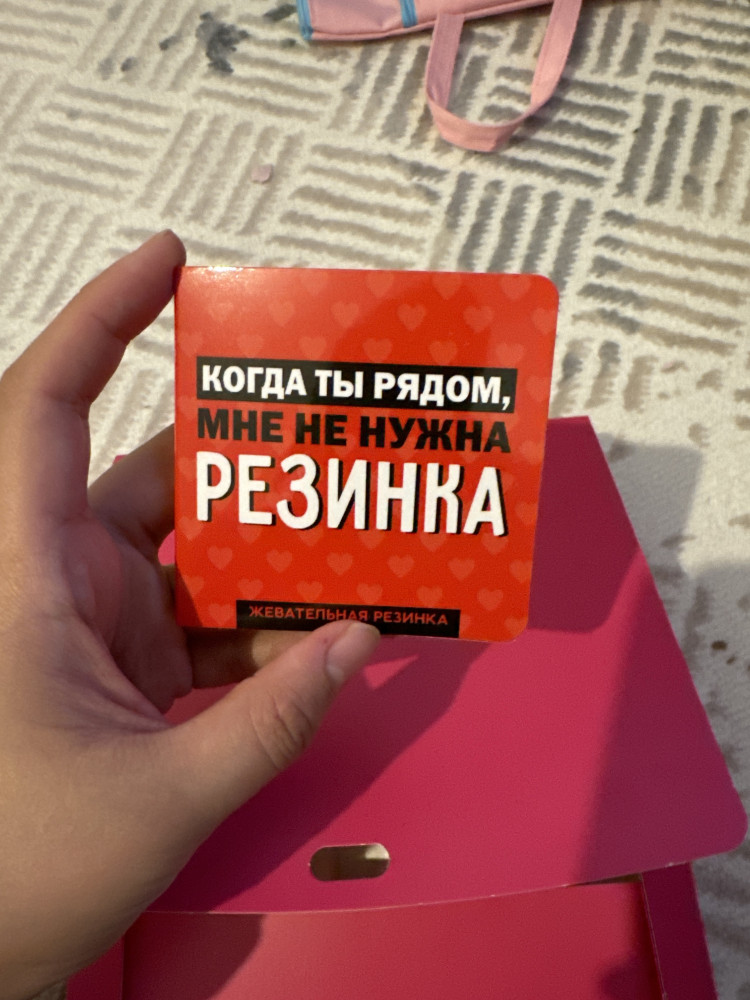 КОГДА ТЫ РЯДОМ,
МНЕ НЕ НУЖНА
РЕЗИНКА
ЖЕВАТЕЛЬНАЯ РЕЗИНКА